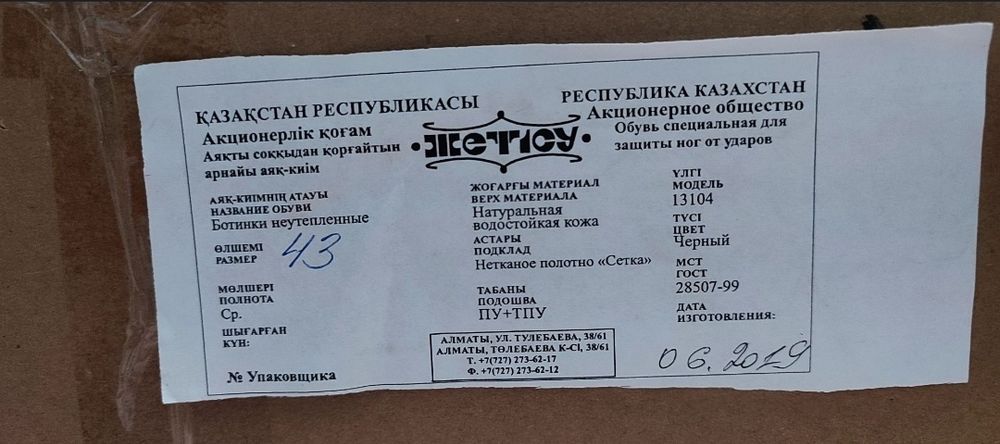 ҚАЗАҚСТАН РЕСПУБЛИКАСЫ
Акционерлік қоғам
Аяқты соққыдан қорғайтын
арнайы аяқ-киім
•ЖЕТІСУ•
РЕСПУБЛИКА КАЗАХСТАН
Акционерное общество
Обувь специальная для
защиты ног от ударов
АЯҚ-КИІМНІҢ АТАУЫ
НАЗВАНИЕ ОБУВИ
Ботинки неутепленные
ӨЛШЕМІ
РАЗМЕР
43
МӨЛШЕРІ
ПОЛНОТА
Ср.
ШЫҒАРҒАН
КҮН:
№ Упаковщика
ЖОҒАРҒЫ МАТЕРИАЛ
ВЕРХ МАТЕРИАЛА
Натуральная
водостойкая кожа
АСТАРЫ
ПОДКЛАД
Нетканое полотно «Сетка»
ТАБАНЫ
ПОДОШВА
ПУ+ТПУ
АЛМАТЫ, УЛ. ТУЛЕБАЕВА, 38/61
АЛМАТЫ, ТӨЛЕБАЕВА К-СІ, 38/61
Т. +7(727) 273-62-17
Ф. +7(727) 273-62-12
ҮЛГІ
МОДЕЛЬ
13104
ТҮСІ
ЦВЕТ
Черный
МСТ
ГОСТ
28507-99
ДАТА
ИЗГОТОВЛЕНИЯ:
06.2019